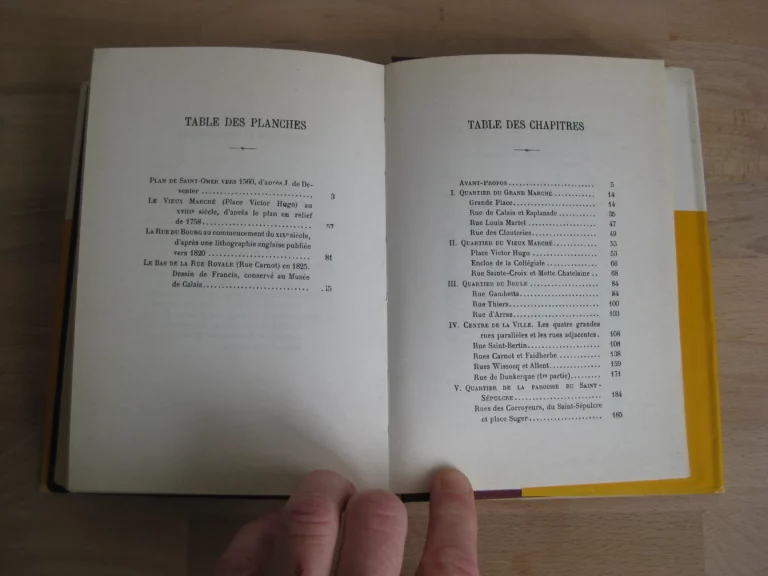 TABLE DES PLANCHES
PLAN DE SAINT-OMER VERS 1560, d'après J. de De-
venter ........................ 3
LE VIEUX MARCHÉ (Place Victor Hugo) au
XVIIIe siècle, d'après le plan en relief
de 1758 ........................ 57
LA RUE DU BOURG au commencement du XIXe siècle,
d'après une lithographie anglaise publiée
vers 1820 ........................ 81
LE BAS DE LA RUE ROYALE (Rue Carnot) en 1825.
Dessin de Francis, conservé au Musée
de Calais ........................
TABLE DES CHAPITRES
AVANT-PROPOS ........................ 5
I. QUARTIER DU GRAND MARCHÉ ............ 14
Grande Place ........................ 14
Rue de Calais et Esplanade ........... 35
Rue Louis Martel .................... 47
Rue des Clouteries ................... 49
II. QUARTIER DU VIEUX MARCHÉ ........... 53
Place Victor Hugo ................... 53
Enclos de la Collégiale .............. 66
Rue Sainte-Croix et Motte Chatelaine .. 68
III. QUARTIER DU BRULE ................. 84
Rue Gambetta ....................... 84
Rue Thiers ......................... 100
Rue d'Arras ........................ 103
IV. CENTRE DE LA VILLE. Les quatre grandes
rues parallèles et les rues adjacentes. 108
Rue Saint-Bertin .................... 108
Rues Carnot et Faidherbe ............ 138
Rues Wissocq et Allent ............... 159
Rue de Dunkerque (1re partie) ........ 171
V. QUARTIER DE LA PAROISSE DU SAINT-
SÉPULCRE ........................ 184
Rues des Corroyeurs, du Saint-Sépulcre
et place Suger ...................... 185